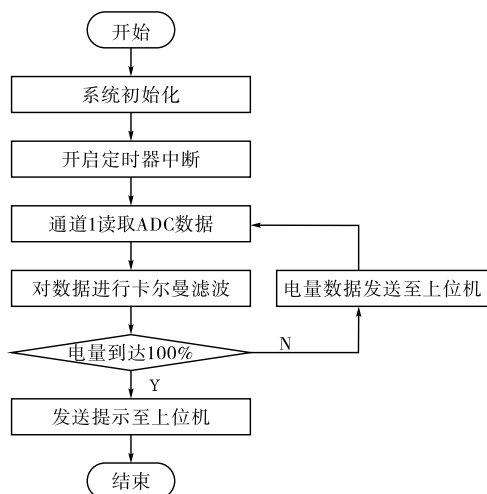 开始
系统初始化
开启定时器中断
通道1读取ADC数据
对数据进行卡尔曼滤波
电量数据发送至上位机
电量到达100%
N
Y
发送提示至上位机
结束